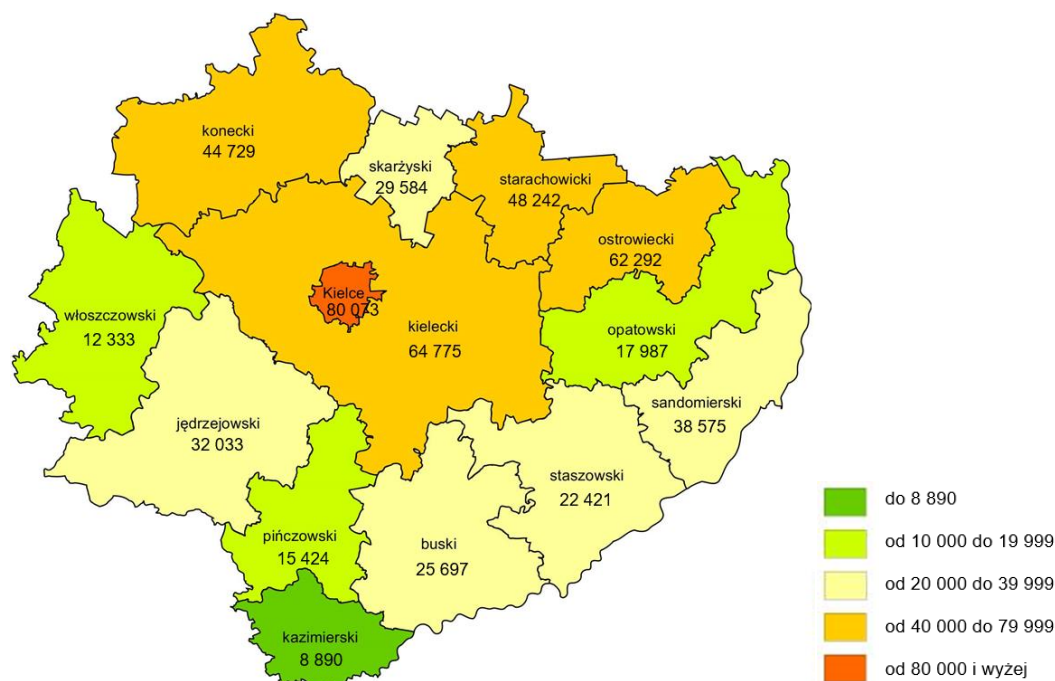 konecki
44 729
skarżyski
29 584
starachowicki
48 242
ostrowiecki
62 292
Kielce
80 073
włoszczowski
12 333
kielecki
64 775
opatowski
17 987
sandomierski
38 575
jędrzejowski
32 033
staszowski
22 421
pińczowski
15 424
buski
25 697
kazimierski
8 890
do 8 890
od 10 000 do 19 999
od 20 000 do 39 999
od 40 000 do 79 999
od 80 000 i wyżej